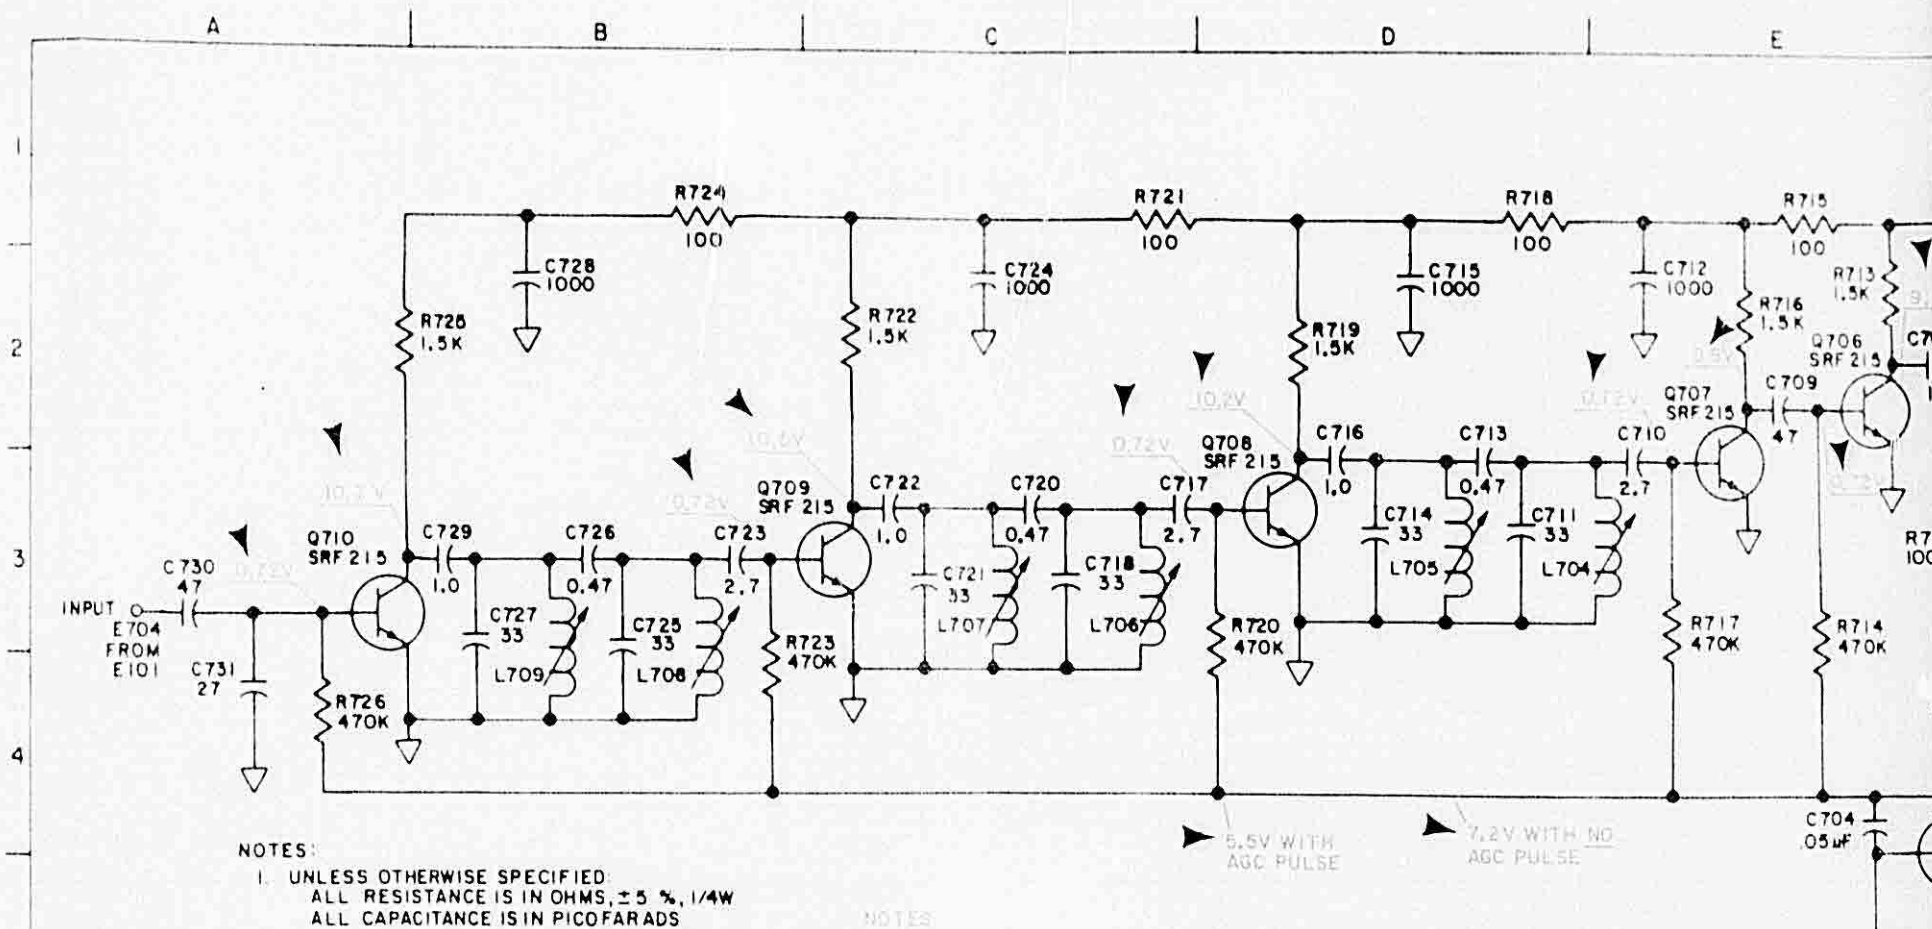 A B C D E
1
2
3
4
R724
100
R721
100
R718
100
R715
100
C728
1000
C724
1000
C715
1000
C712
1000
R713
1.5K
R725
1.5K
R722
1.5K
R719
1.5K
R716
1.5K
Q706
SRF 215
10.2V
0.72V
Q707
SRF 215
C709
47
0.72V
10.2V
0.72V
Q708
SRF 215
C716
1.0
C713
0.47
C710
2.7
Q709
SRF 215
C722
1.0
C720
0.47
C717
2.7
0.72V
Q710
SRF 215
C729
1.0
C726
0.47
C723
2.7
C714
33
L705
C711
33
L704
C730
47
0.72V
INPUT
E704
FROM
E101
C731
27
C727
33
L709
C725
33
L708
R723
470K
C721
33
L707
C718
33
L706
R720
470K
R717
470K
R714
470K
R726
470K
5.5V WITH
AGC PULSE
7.2V WITH NO
AGC PULSE
C704
.05µF
NOTES:
1. UNLESS OTHERWISE SPECIFIED:
ALL RESISTANCE IS IN OHMS, ±5 %, 1/4W
ALL CAPACITANCE IS IN PICOFARADS
NOTES